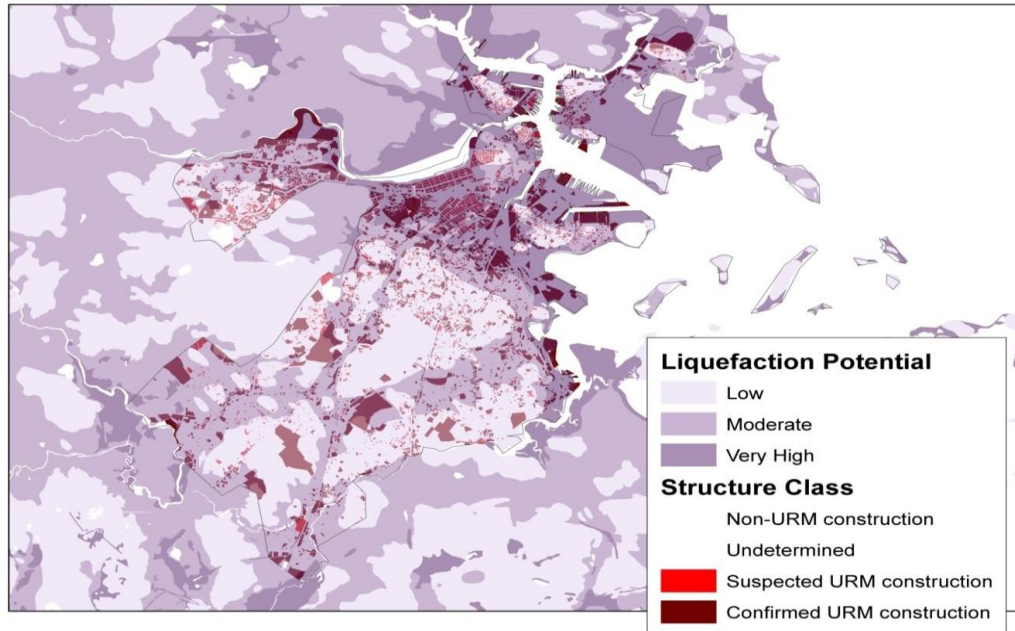 Liquefaction Potential
Low
Moderate
Very High
Structure Class
Non-URM construction
Undetermined
Suspected URM construction
Confirmed URM construction